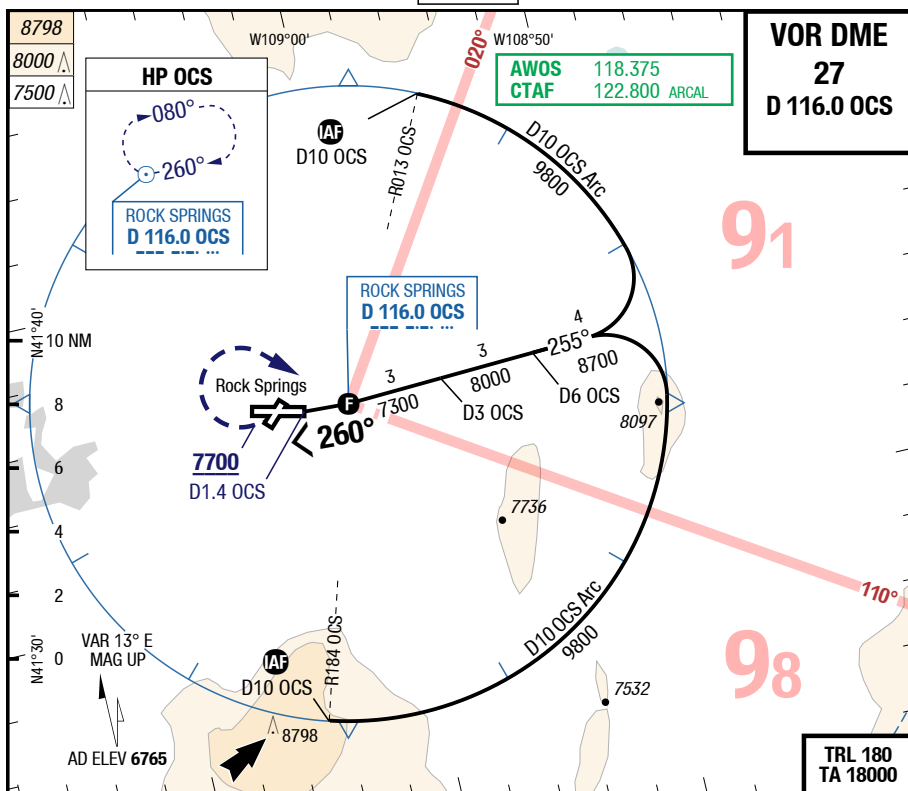 8798
8000
7500
W109°00'
020°
W108°50'
AWOS 118.375
CTAF 122.800 ARCAL
VOR DME
27
D 116.0 OCS
HP OCS
080°
260°
ROCK SPRINGS
D 116.0 OCS
IAF
D10 OCS
R013 OCS
D10 OCS Arc
9800
91
ROCK SPRINGS
D 116.0 OCS
N41°40'
10 NM
8
6
4
2
0
N41°30'
Rock Springs
F
260°
7700
D1.4 OCS
3
7300
3
8000
4
255°
8700
D3 OCS
D6 OCS
8097
7736
110°
D10 OCS Arc
9800
98
7532
VAR 13° E
MAG UP
AD ELEV 6765
IAF
D10 OCS
R184 OCS
8798
TRL 180
TA 18000